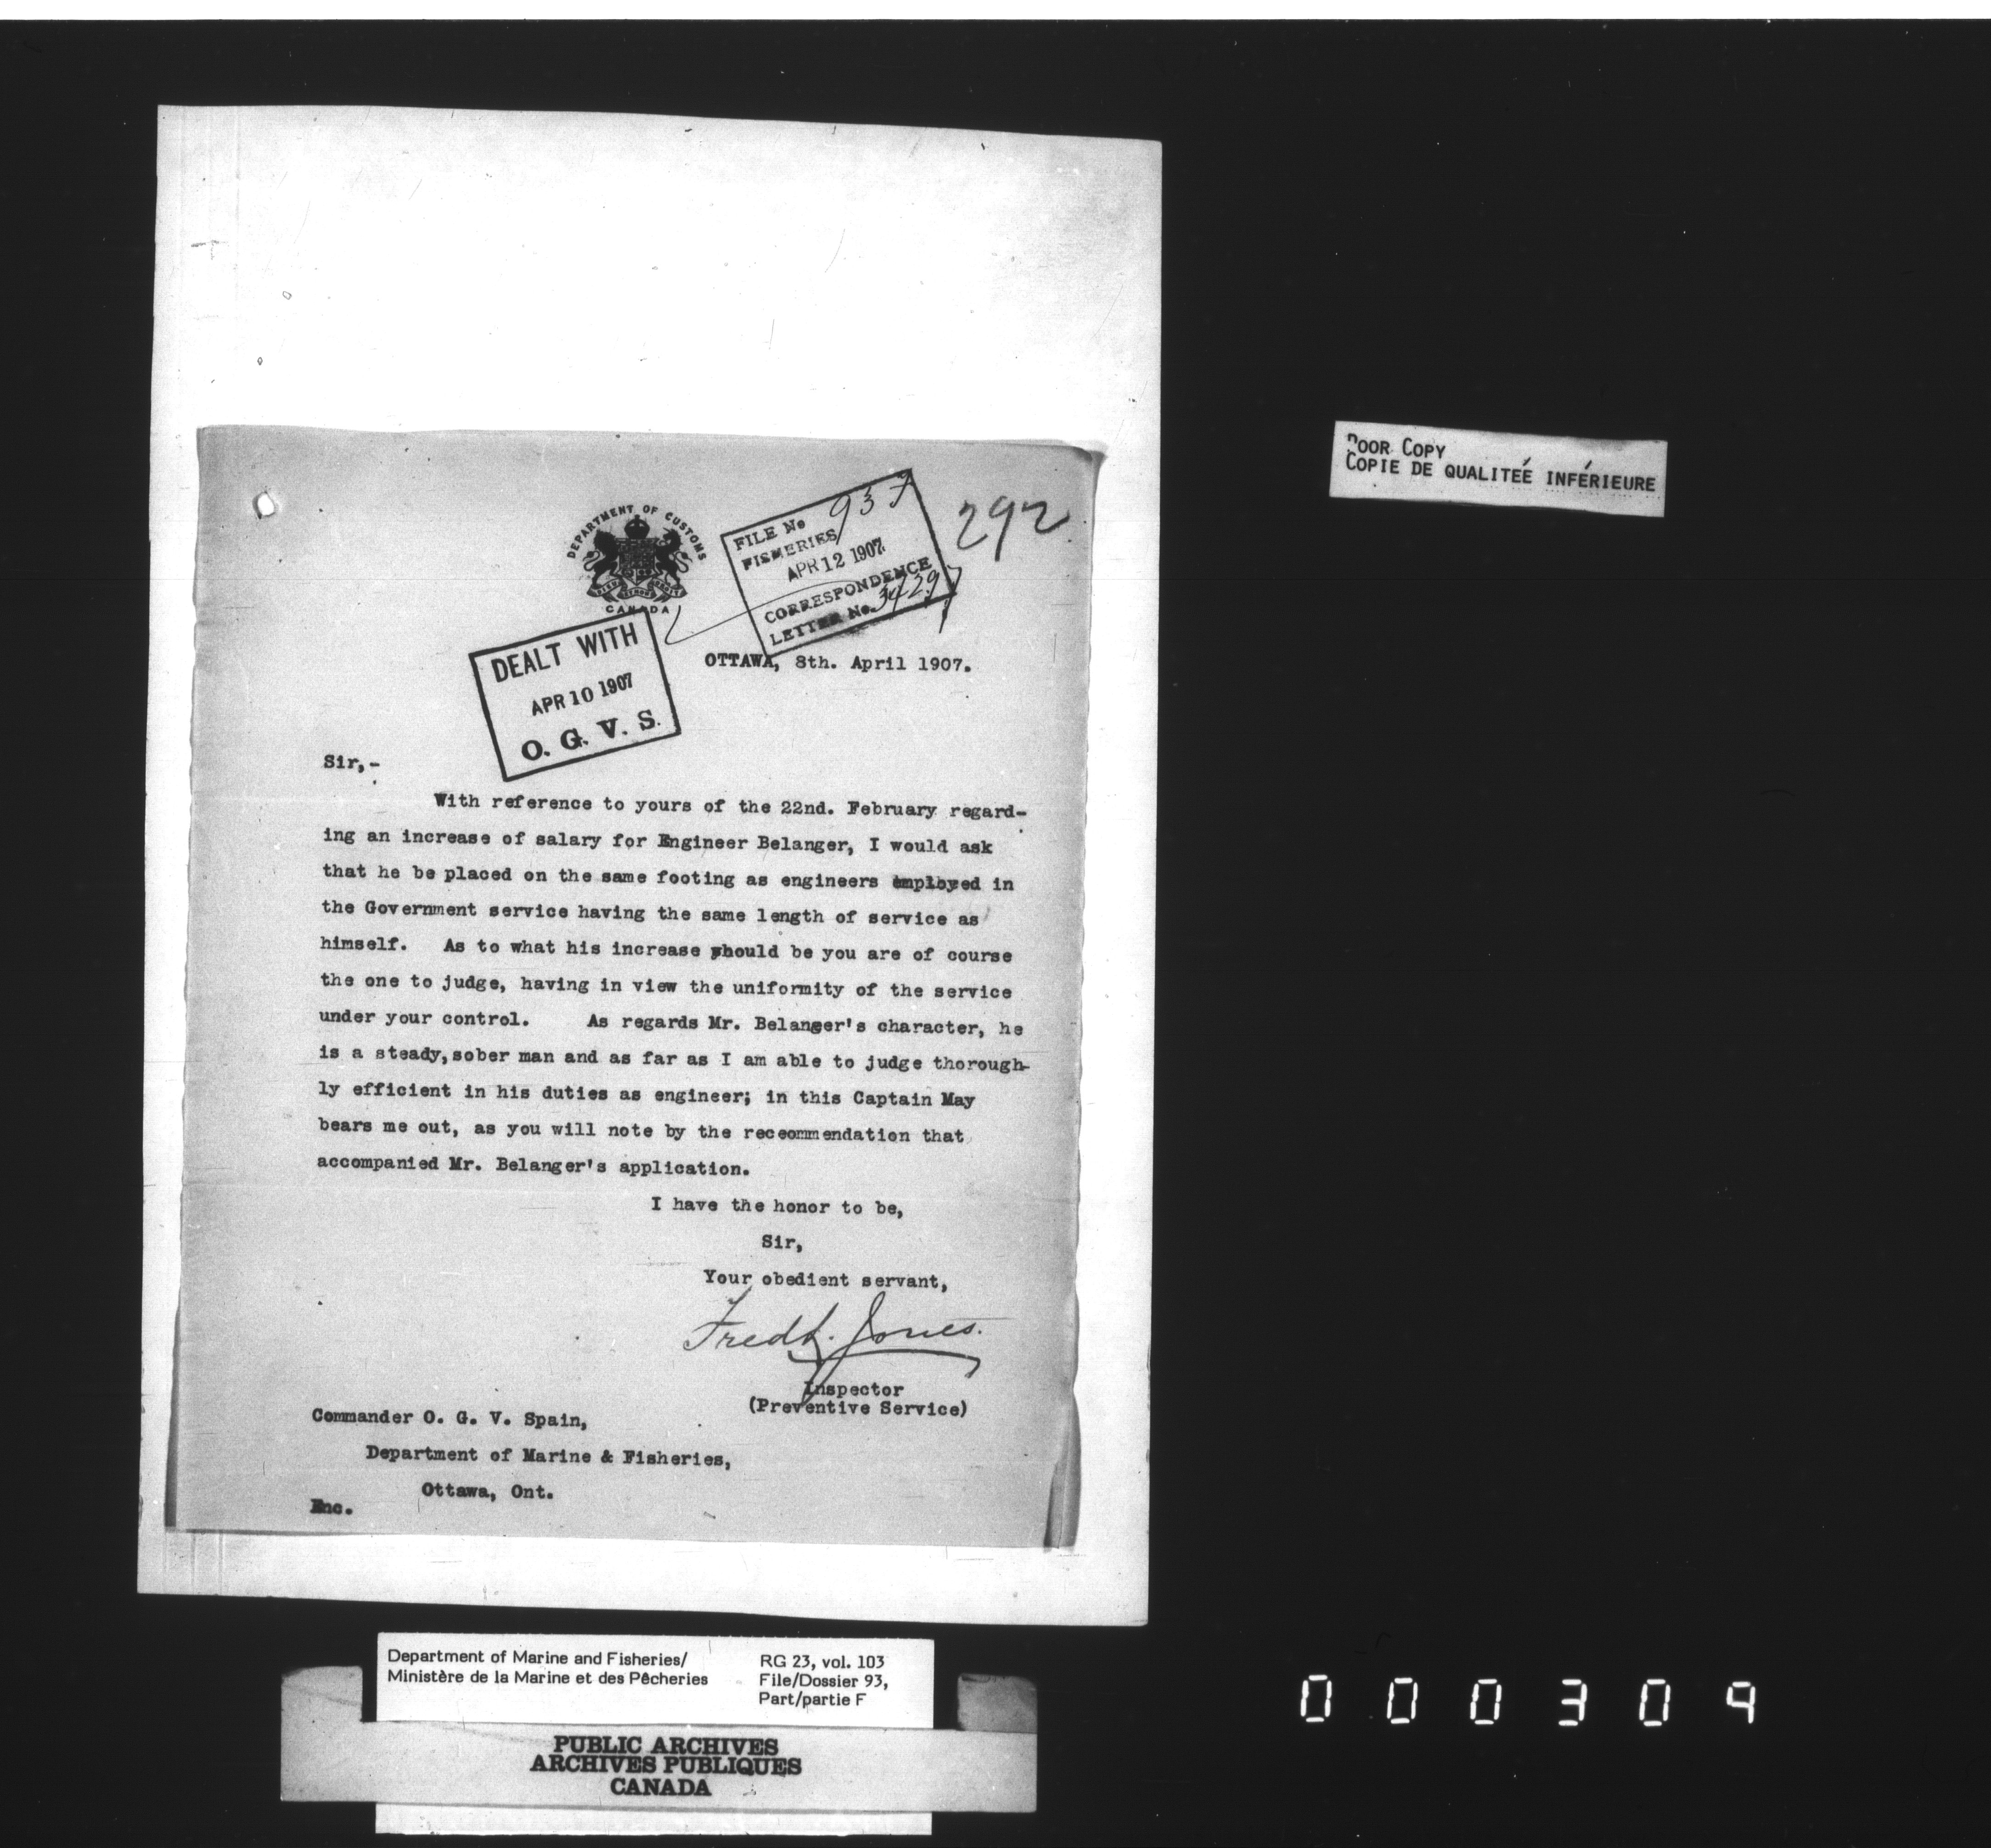 DEPARTMENT OF CUSTOMS
CANADA
FILE No 937
FISHERIES
APR 12 1907
CORRESPONDENCE
LETTER No.
292
DEALT WITH
APR 10 1907
O. G. V. S.
OTTAWA, 8th. April 1907.
Sir,-
With reference to yours of the 22nd. February regard-
ing an increase of salary for Engineer Belanger, I would ask
that he be placed on the same footing as engineers employed in
the Government service having the same length of service as
himself. As to what his increase should be you are of course
the one to judge, having in view the uniformity of the service
under your control. As regards Mr. Belanger's character, he
is a steady,sober man and as far as I am able to judge thorough-
ly efficient in his duties as engineer; in this Captain May
bears me out, as you will note by the receommendation that
accompanied Mr. Belanger's application.
I have the honor to be,
Sir,
Your obedient servant,
Fredk. Jones.
Inspector
(Preventive Service)
Commander O. G. V. Spain,
Department of Marine & Fisheries,
Ottawa, Ont.
Enc.
POOR COPY
COPIE DE QUALITEÉ INFÉRIEURE
Department of Marine and Fisheries/
Ministère de la Marine et des Pêcheries
RG 23, vol. 103
File/Dossier 93,
Part/partie F
PUBLIC ARCHIVES
ARCHIVES PUBLIQUES
CANADA
000309